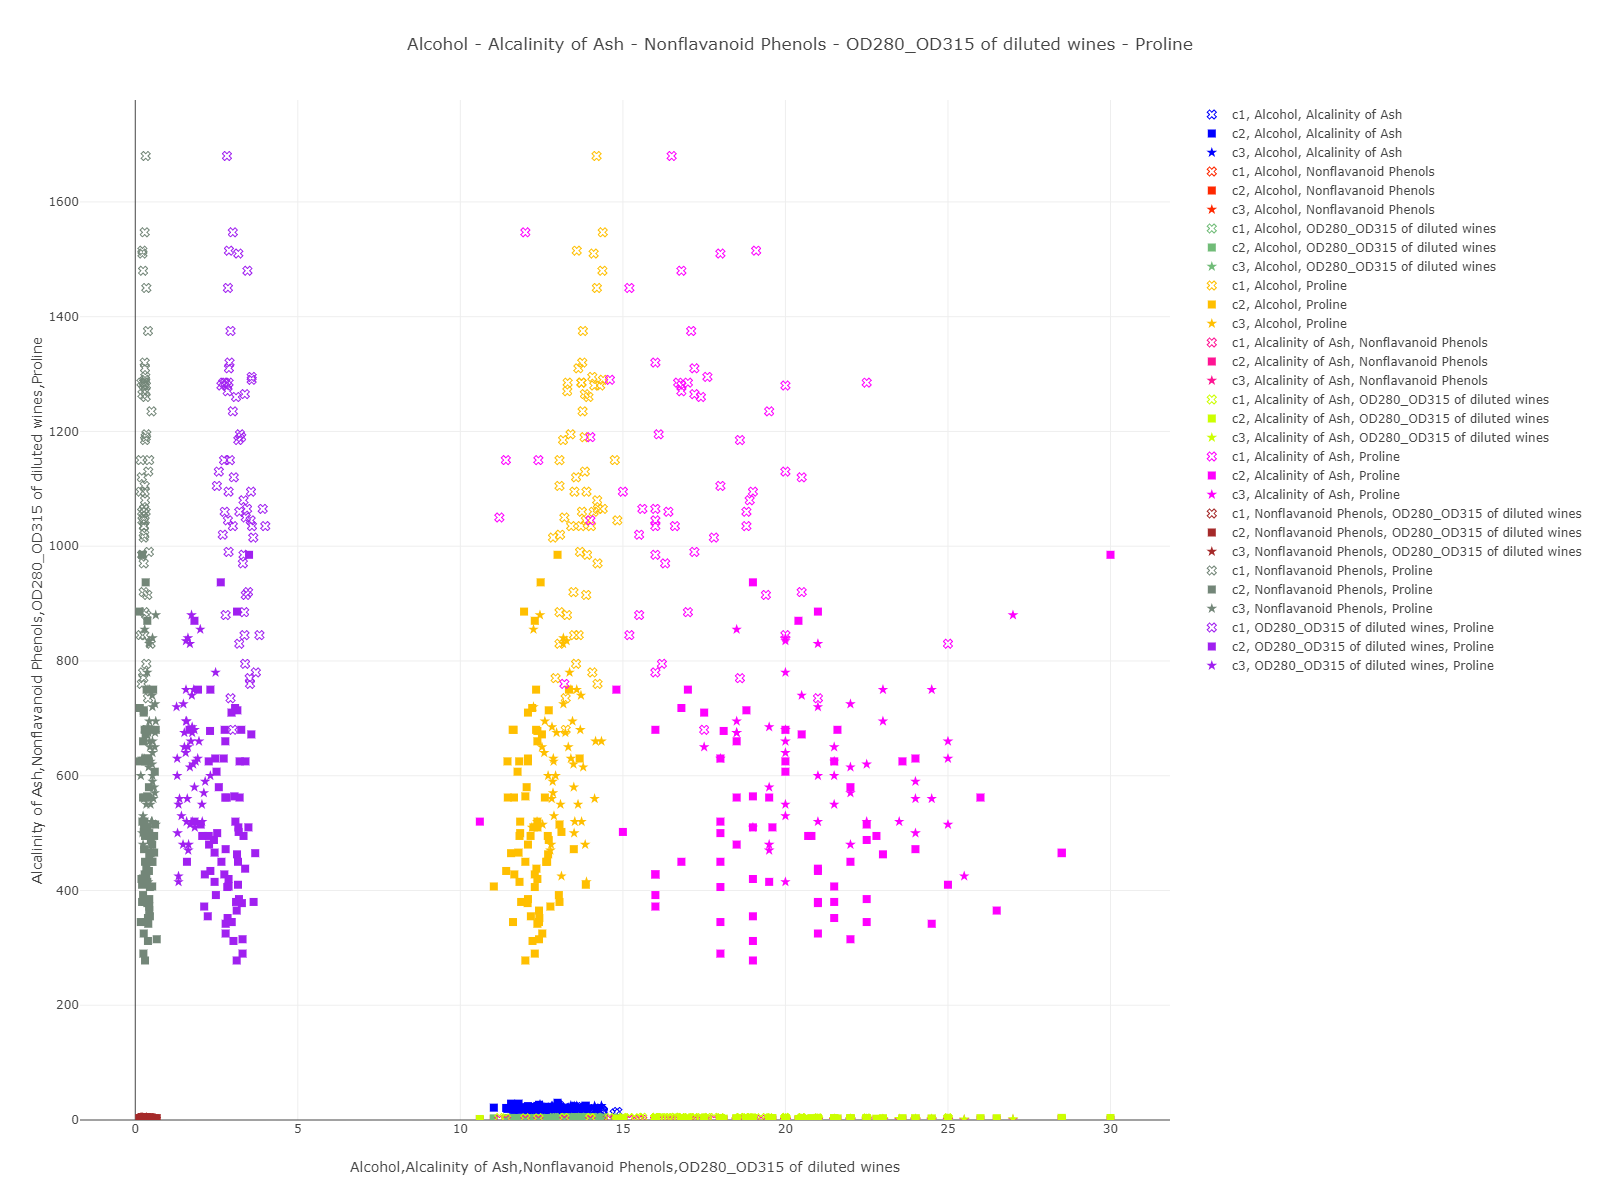 Alcohol - Alcalinity of Ash - Nonflavanoid Phenols - OD280_OD315 of diluted wines - Proline
Alcalinity of Ash,Nonflavanoid Phenols,OD280_OD315 of diluted wines,Proline
1600
1400
1200
1000
800
600
400
200
0
0
5
10
15
20
25
30
Alcohol,Alcalinity of Ash,Nonflavanoid Phenols,OD280_OD315 of diluted wines
c1, Alcohol, Alcalinity of Ash
c2, Alcohol, Alcalinity of Ash
c3, Alcohol, Alcalinity of Ash
c1, Alcohol, Nonflavanoid Phenols
c2, Alcohol, Nonflavanoid Phenols
c3, Alcohol, Nonflavanoid Phenols
c1, Alcohol, OD280_OD315 of diluted wines
c2, Alcohol, OD280_OD315 of diluted wines
c3, Alcohol, OD280_OD315 of diluted wines
c1, Alcohol, Proline
c2, Alcohol, Proline
c3, Alcohol, Proline
c1, Alcalinity of Ash, Nonflavanoid Phenols
c2, Alcalinity of Ash, Nonflavanoid Phenols
c3, Alcalinity of Ash, Nonflavanoid Phenols
c1, Alcalinity of Ash, OD280_OD315 of diluted wines
c2, Alcalinity of Ash, OD280_OD315 of diluted wines
c3, Alcalinity of Ash, OD280_OD315 of diluted wines
c1, Alcalinity of Ash, Proline
c2, Alcalinity of Ash, Proline
c3, Alcalinity of Ash, Proline
c1, Nonflavanoid Phenols, OD280_OD315 of diluted wines
c2, Nonflavanoid Phenols, OD280_OD315 of diluted wines
c3, Nonflavanoid Phenols, OD280_OD315 of diluted wines
c1, Nonflavanoid Phenols, Proline
c2, Nonflavanoid Phenols, Proline
c3, Nonflavanoid Phenols, Proline
c1, OD280_OD315 of diluted wines, Proline
c2, OD280_OD315 of diluted wines, Proline
c3, OD280_OD315 of diluted wines, Proline